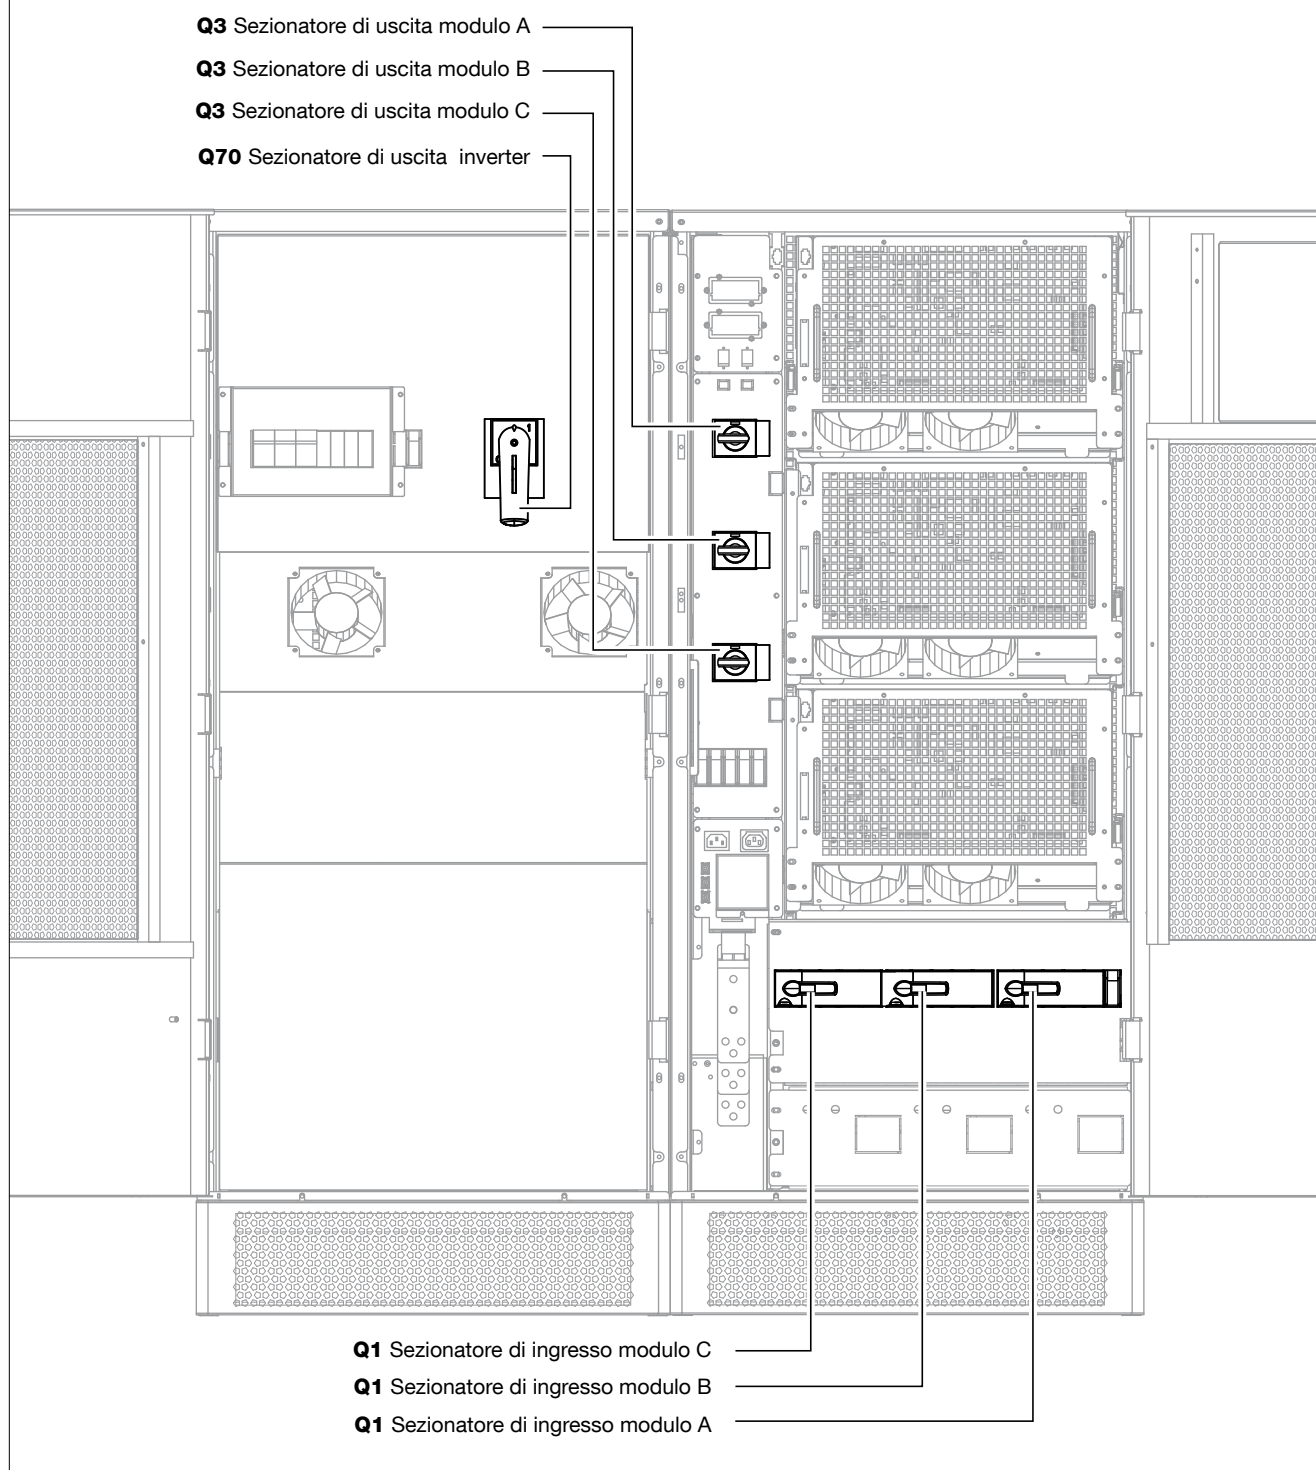 Q3 Sezionatore di uscita modulo A
Q3 Sezionatore di uscita modulo B
Q3 Sezionatore di uscita modulo C
Q70 Sezionatore di uscita inverter
Q1 Sezionatore di ingresso modulo C
Q1 Sezionatore di ingresso modulo B
Q1 Sezionatore di ingresso modulo A